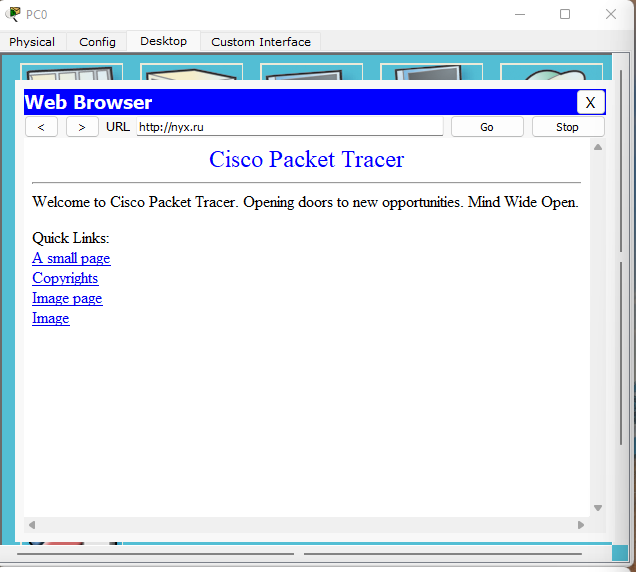 PC0
Physical Config Desktop Custom Interface
Web Browser X
< > URL http://nyx.ru Go Stop
Cisco Packet Tracer
Welcome to Cisco Packet Tracer. Opening doors to new opportunities. Mind Wide Open.
Quick Links:
A small page
Copyrights
Image page
Image